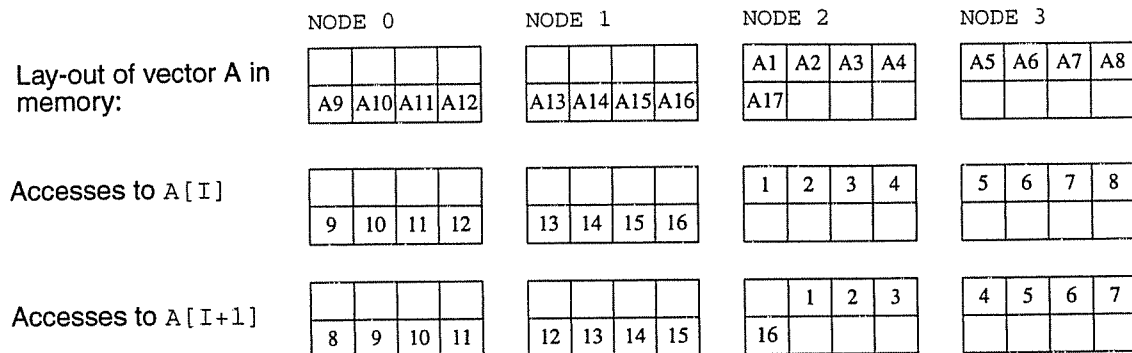 NODE 0 NODE 1 NODE 2 NODE 3
Lay-out of vector A in
memory:
A1 A2 A3 A4 A5 A6 A7 A8
A9 A10 A11 A12 A13 A14 A15 A16 A17
Accesses to A[I]
1 2 3 4 5 6 7 8
9 10 11 12 13 14 15 16
Accesses to A[I+1]
1 2 3 4 5 6 7
8 9 10 11 12 13 14 15 16